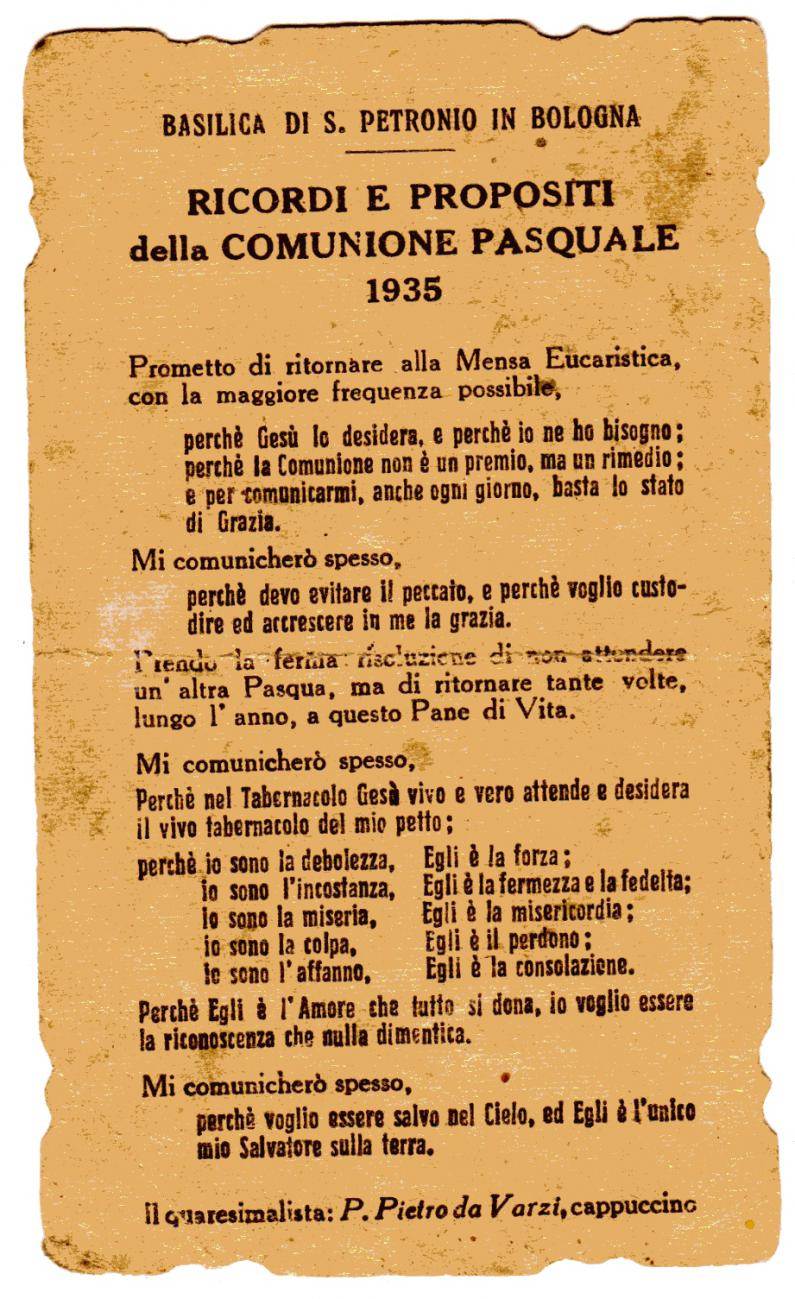 BASILICA DI S. PETRONIO IN BOLOGNA
RICORDI E PROPOSITI
della COMUNIONE PASQUALE
1935
Prometto di ritornare alla Mensa Eucaristica,
con la maggiore frequenza possibile,
perchè Gesù lo desidera, e perchè io ne ho bisogno;
perchè la Comunione non è un premio, ma un rimedio;
e per comunicarmi, anche ogni giorno, basta lo stato
di Grazia.
Mi comunicherò spesso,
perchè devo evitare il peccato, e perchè voglio custo-
dire ed accrescere in me la grazia.
Prendo la ferma risoluzione di non attendere
un' altra Pasqua, ma di ritornare tante volte,
lungo l' anno, a questo Pane di Vita.
Mi comunicherò spesso,
Perchè nel Tabernacolo Gesù vivo e vero attende e desidera
il vivo tabernacolo del mio petto;
perchè io sono la debolezza, Egli è la forza;
io sono l'incostanza, Egli è la fermezza e la fedelta;
Io sono la miseria, Egli è la misericordia;
io sono la colpa, Egli è il perdono;
io sono l'affanno, Egli è la consolazione.
Perchè Egli è l'Amore che tutto si dona, io voglio essere
la riconoscenza che nulla dimentica.
Mi comunicherò spesso,
perchè voglio essere salvo nel Cielo, ed Egli è l'unico
mio Salvatore sulla terra.
Il quaresimalista: P. Pietro da Varzi, cappuccino